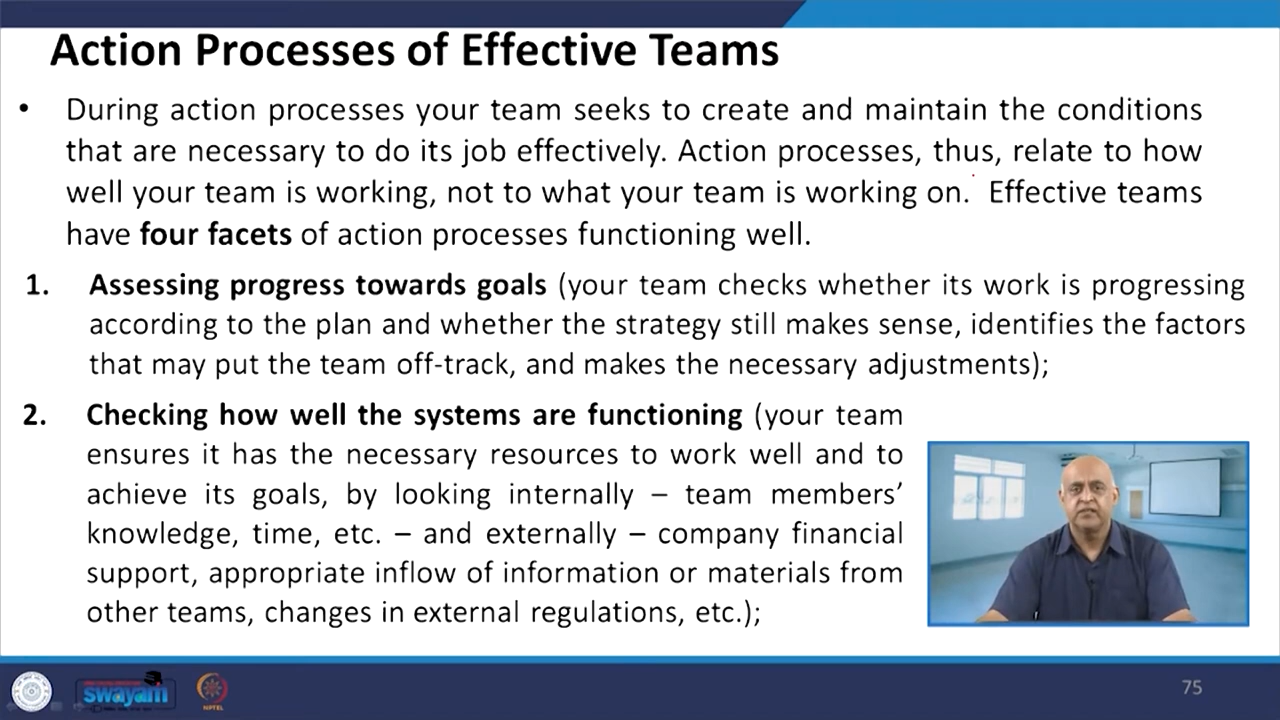 Action Processes of Effective Teams
• During action processes your team seeks to create and maintain the conditions
that are necessary to do its job effectively. Action processes, thus, relate to how
well your team is working, not to what your team is working on. Effective teams
have four facets of action processes functioning well.
1. Assessing progress towards goals (your team checks whether its work is progressing
according to the plan and whether the strategy still makes sense, identifies the factors
that may put the team off-track, and makes the necessary adjustments);
2. Checking how well the systems are functioning (your team
ensures it has the necessary resources to work well and to
achieve its goals, by looking internally – team members’
knowledge, time, etc. – and externally – company financial
support, appropriate inflow of information or materials from
other teams, changes in external regulations, etc.);
swayam
NPTEL
75